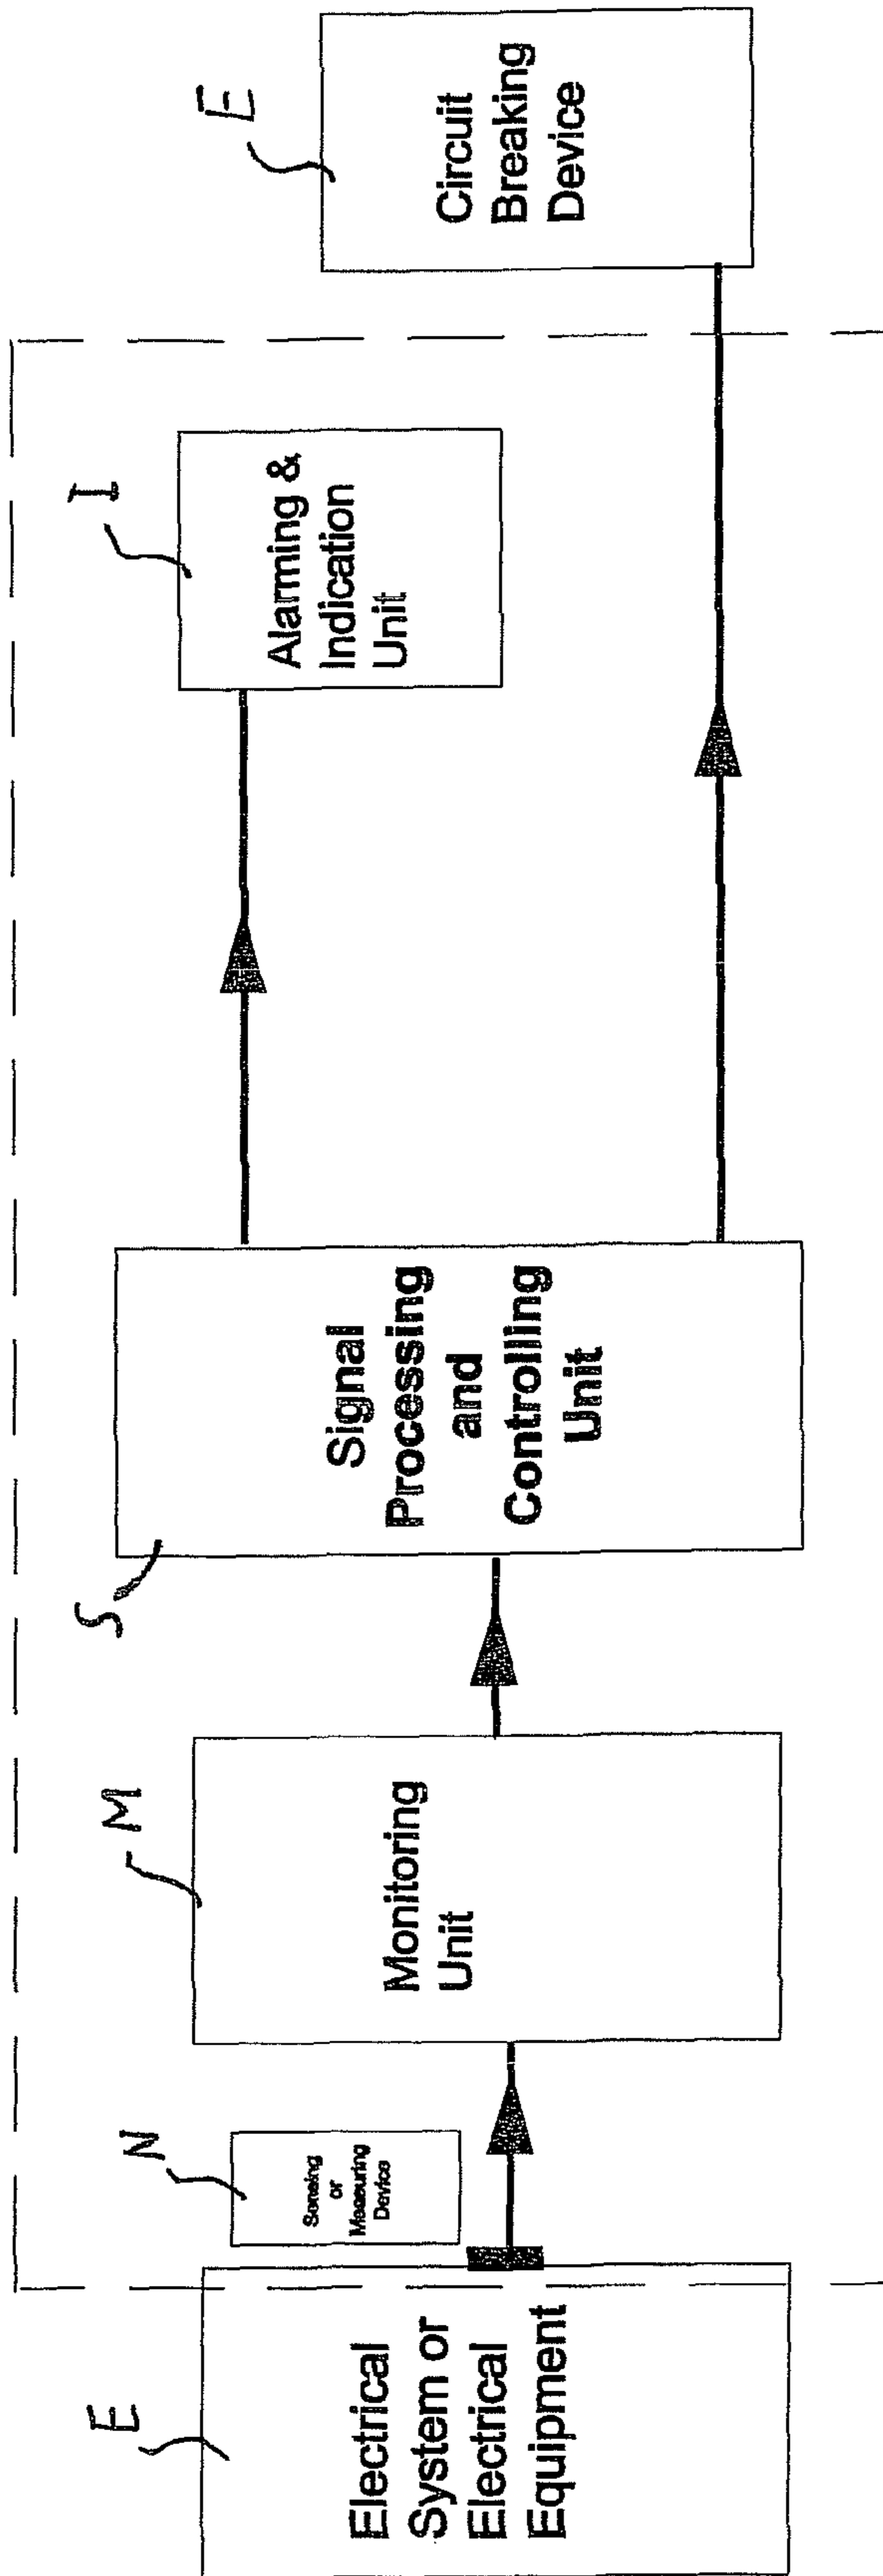 E
Electrical
System or
Electrical
Equipment
N
Sensing
or
Measuring
Device
M
Monitoring
Unit
S
Signal
Processing
and
Controlling
Unit
I
Alarming &
Indication
Unit
E
Circuit
Breaking
Device